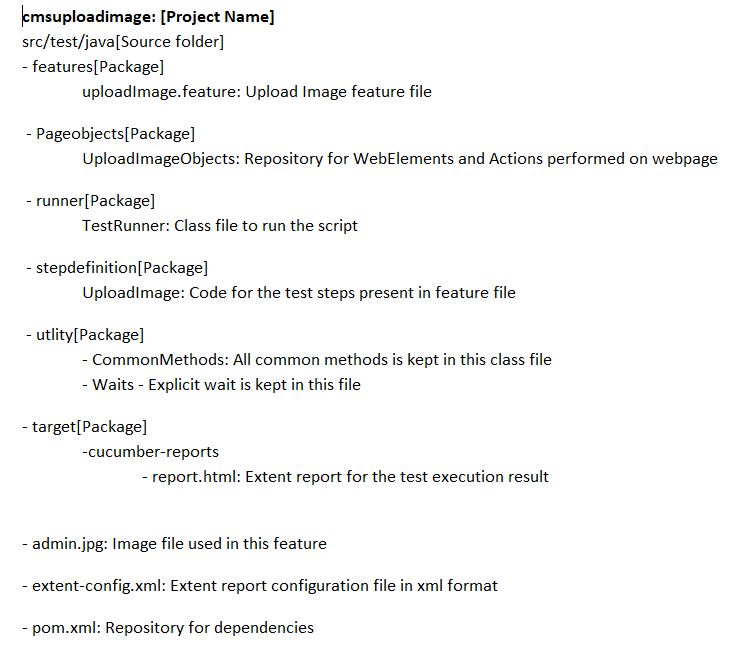 cmsuploadimage: [Project Name]
src/test/java[Source folder]
- features[Package]
uploadImage.feature: Upload Image feature file
- Pageobjects[Package]
UploadImageObjects: Repository for WebElements and Actions performed on webpage
- runner[Package]
TestRunner: Class file to run the script
- stepdefinition[Package]
UploadImage: Code for the test steps present in feature file
- utlity[Package]
- CommonMethods: All common methods is kept in this class file
- Waits - Explicit wait is kept in this file
- target[Package]
-cucumber-reports
- report.html: Extent report for the test execution result
- admin.jpg: Image file used in this feature
- extent-config.xml: Extent report configuration file in xml format
- pom.xml: Repository for dependencies